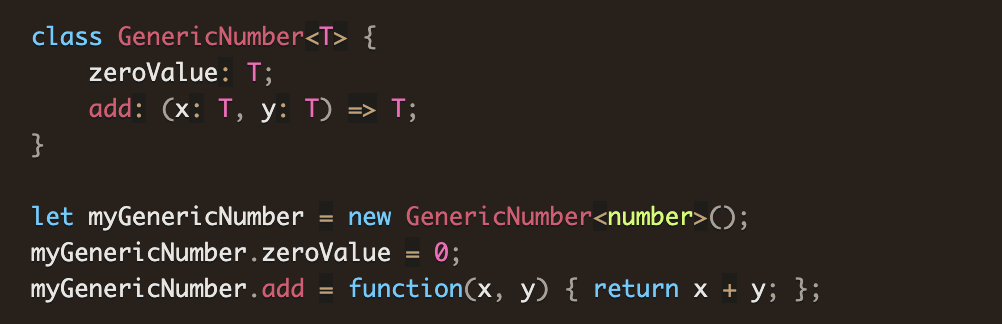 class GenericNumber<T> {
    zeroValue: T;
    add: (x: T, y: T) => T;
}

let myGenericNumber = new GenericNumber<number>();
myGenericNumber.zeroValue = 0;
myGenericNumber.add = function(x, y) { return x + y; };